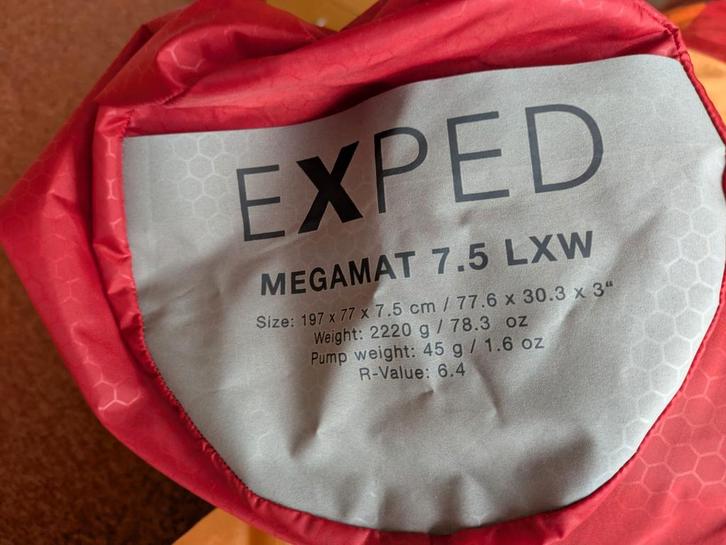 EXPED
MEGAMAT 7.5 LXW
Size: 197 x 77 x 7.5 cm / 77.6 x 30.3 x 3“
Weight: 2220 g / 78.3 oz
Pump weight: 45 g / 1.6 oz
R-Value: 6.4